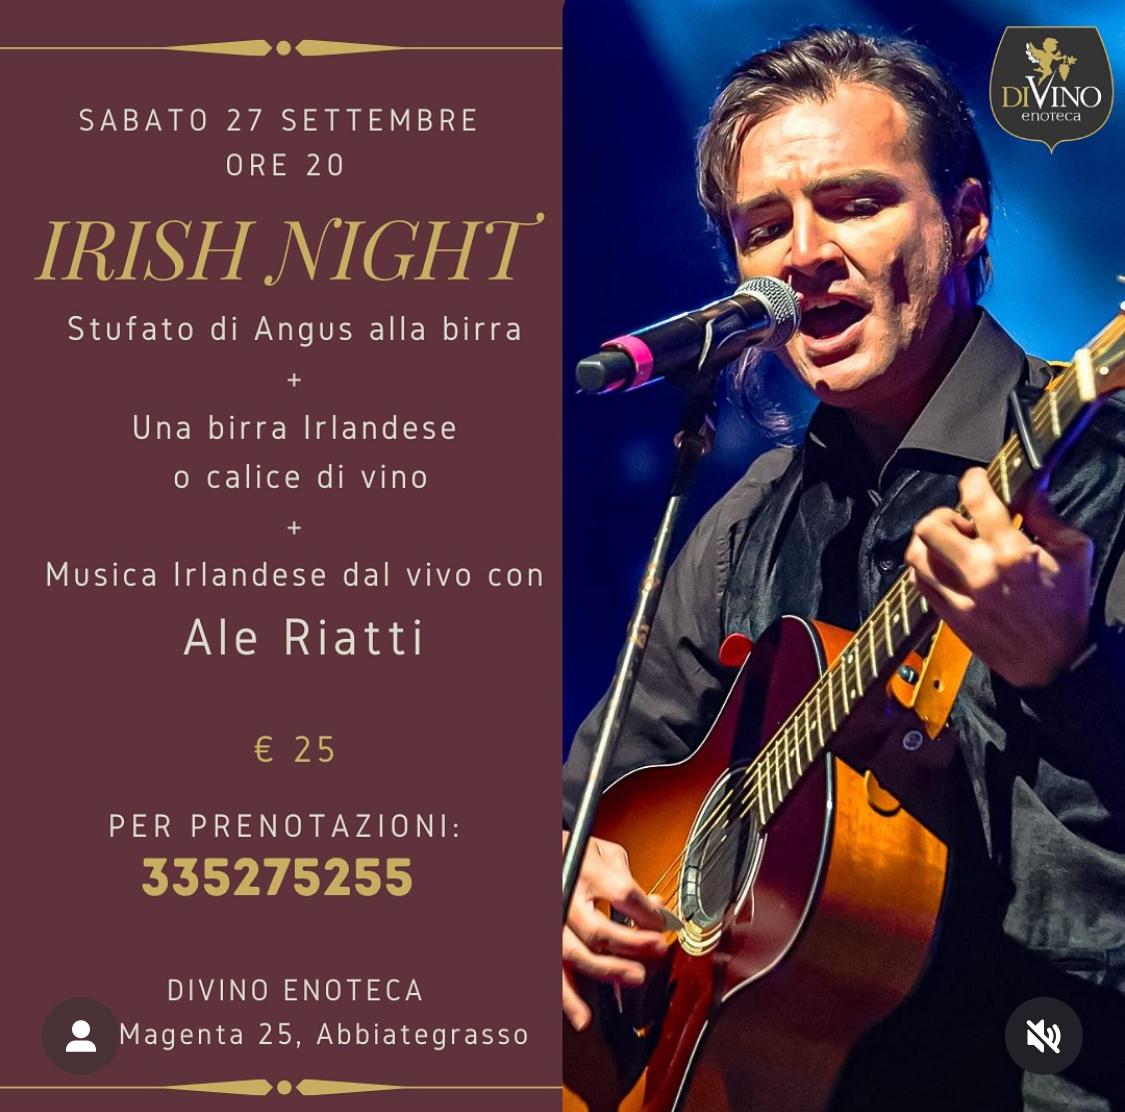 SABATO 27 SETTEMBRE
ORE 20
IRISH NIGHT
Stufato di Angus alla birra
+
Una birra Irlandese
o calice di vino
+
Musica Irlandese dal vivo con
Ale Riatti
€ 25
PER PRENOTAZIONI:
335275255
DIVINO ENOTECA
Magenta 25, Abbiategrasso
DIVINO
enoteca